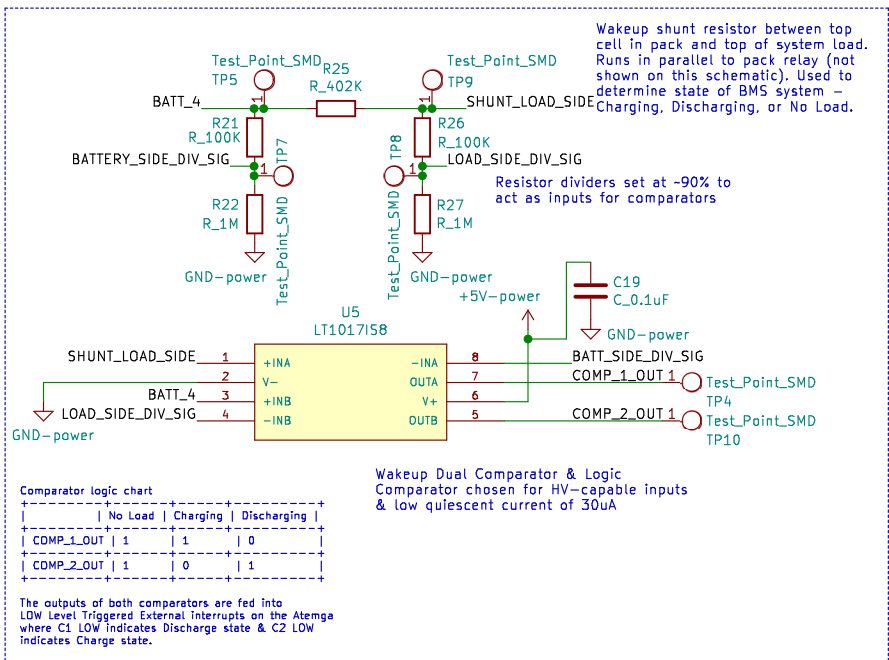 Wakeup shunt resistor between top
cell in pack and top of system load.
Runs in parallel to pack relay (not
shown on this schematic). Used to
determine state of BMS system -
Charging, Discharging, or No Load.
Test_Point_SMD
TP5
R25
R_402K
Test_Point_SMD
TP9
BATT_4
1
1
SHUNT_LOAD_SIDE
R21
R_100K
TP7
TP8
R26
R_100K
BATTERY_SIDE_DIV_SIG
1
1
LOAD_SIDE_DIV_SIG
Resistor dividers set at ~90% to
act as inputs for comparators
R22
R_1M
Test_Point_SMD
Test_Point_SMD
R27
R_1M
GND-power
GND-power
+5V-power
C19
C_0.1uF
GND-power
U5
LT1017IS8
SHUNT_LOAD_SIDE 1 +INA -INA 8 BATT_SIDE_DIV_SIG
2 V- OUTA 7 COMP_1_OUT 1 Test_Point_SMD
TP4
BATT_4 3 +INB V+ 6
LOAD_SIDE_DIV_SIG 4 -INB OUTB 5 COMP_2_OUT 1 Test_Point_SMD
TP10
GND-power
Wakeup Dual Comparator & Logic
Comparator chosen for HV-capable inputs
& low quiescent current of 30uA
Comparator logic chart
+---------+-------+---------+-----------+
| | No Load | Charging | Discharging |
+---------+-------+---------+-----------+
| COMP_1_OUT | 1 | 1 | 0 |
+---------+-------+---------+-----------+
| COMP_2_OUT | 1 | 0 | 1 |
+---------+-------+---------+-----------+
The outputs of both comparators are fed into
LOW Level Triggered External interrupts on the Atemga
where C1 LOW indicates Discharge state & C2 LOW
indicates Charge state.